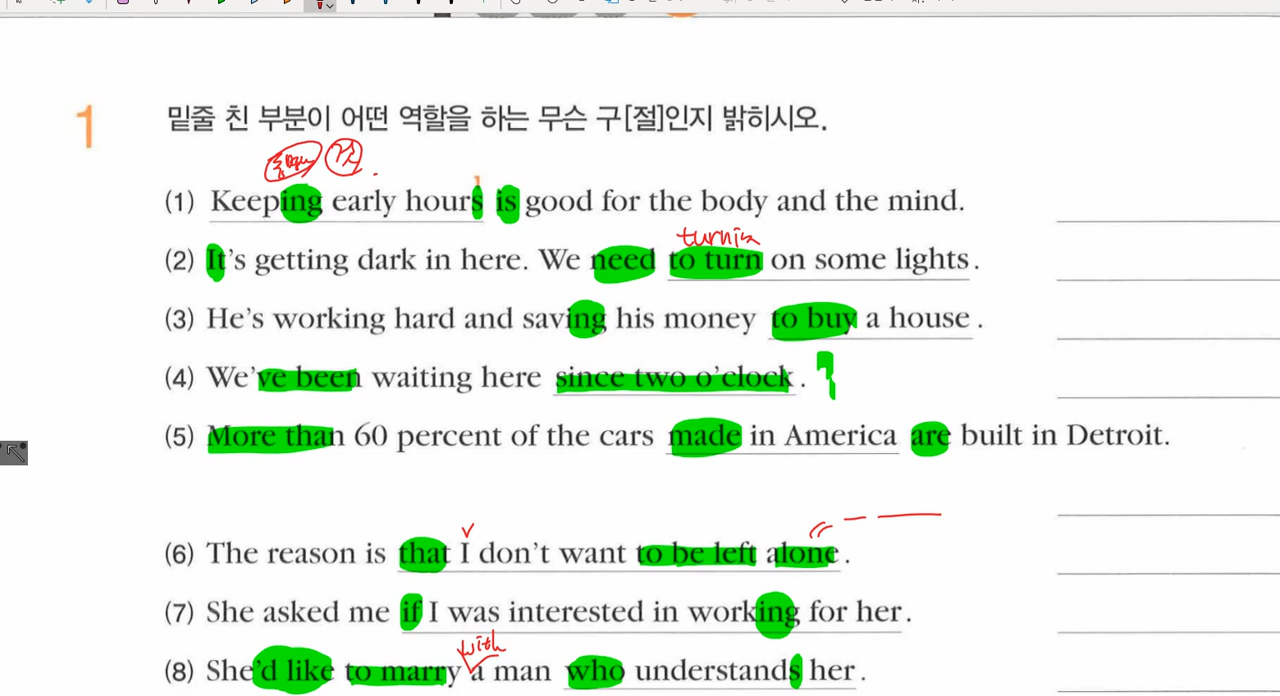 1 밑줄 친 부분이 어떤 역할을 하는 무슨 구[절]인지 밝히시오.
것.
(1) Keeping early hours is good for the body and the mind.
turnin
(2) It's getting dark in here. We need to turn on some lights.
(3) He's working hard and saving his money to buy a house.
(4) We've been waiting here since two o'clock.
(5) More than 60 percent of the cars made in America are built in Detroit.
(6) The reason is that I don't want to be left alone.
(7) She asked me if I was interested in working for her.
with
(8) She'd like to marry a man who understands her.